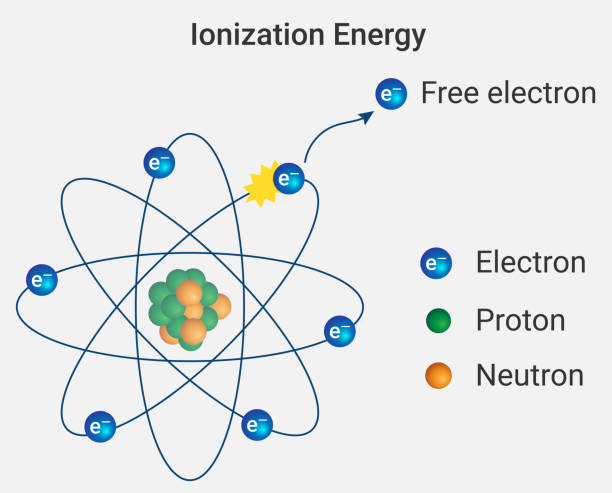 Ionization Energy
e− Free electron
e−
e−
e−
e− Electron
e−
Proton
Neutron
e−
e−